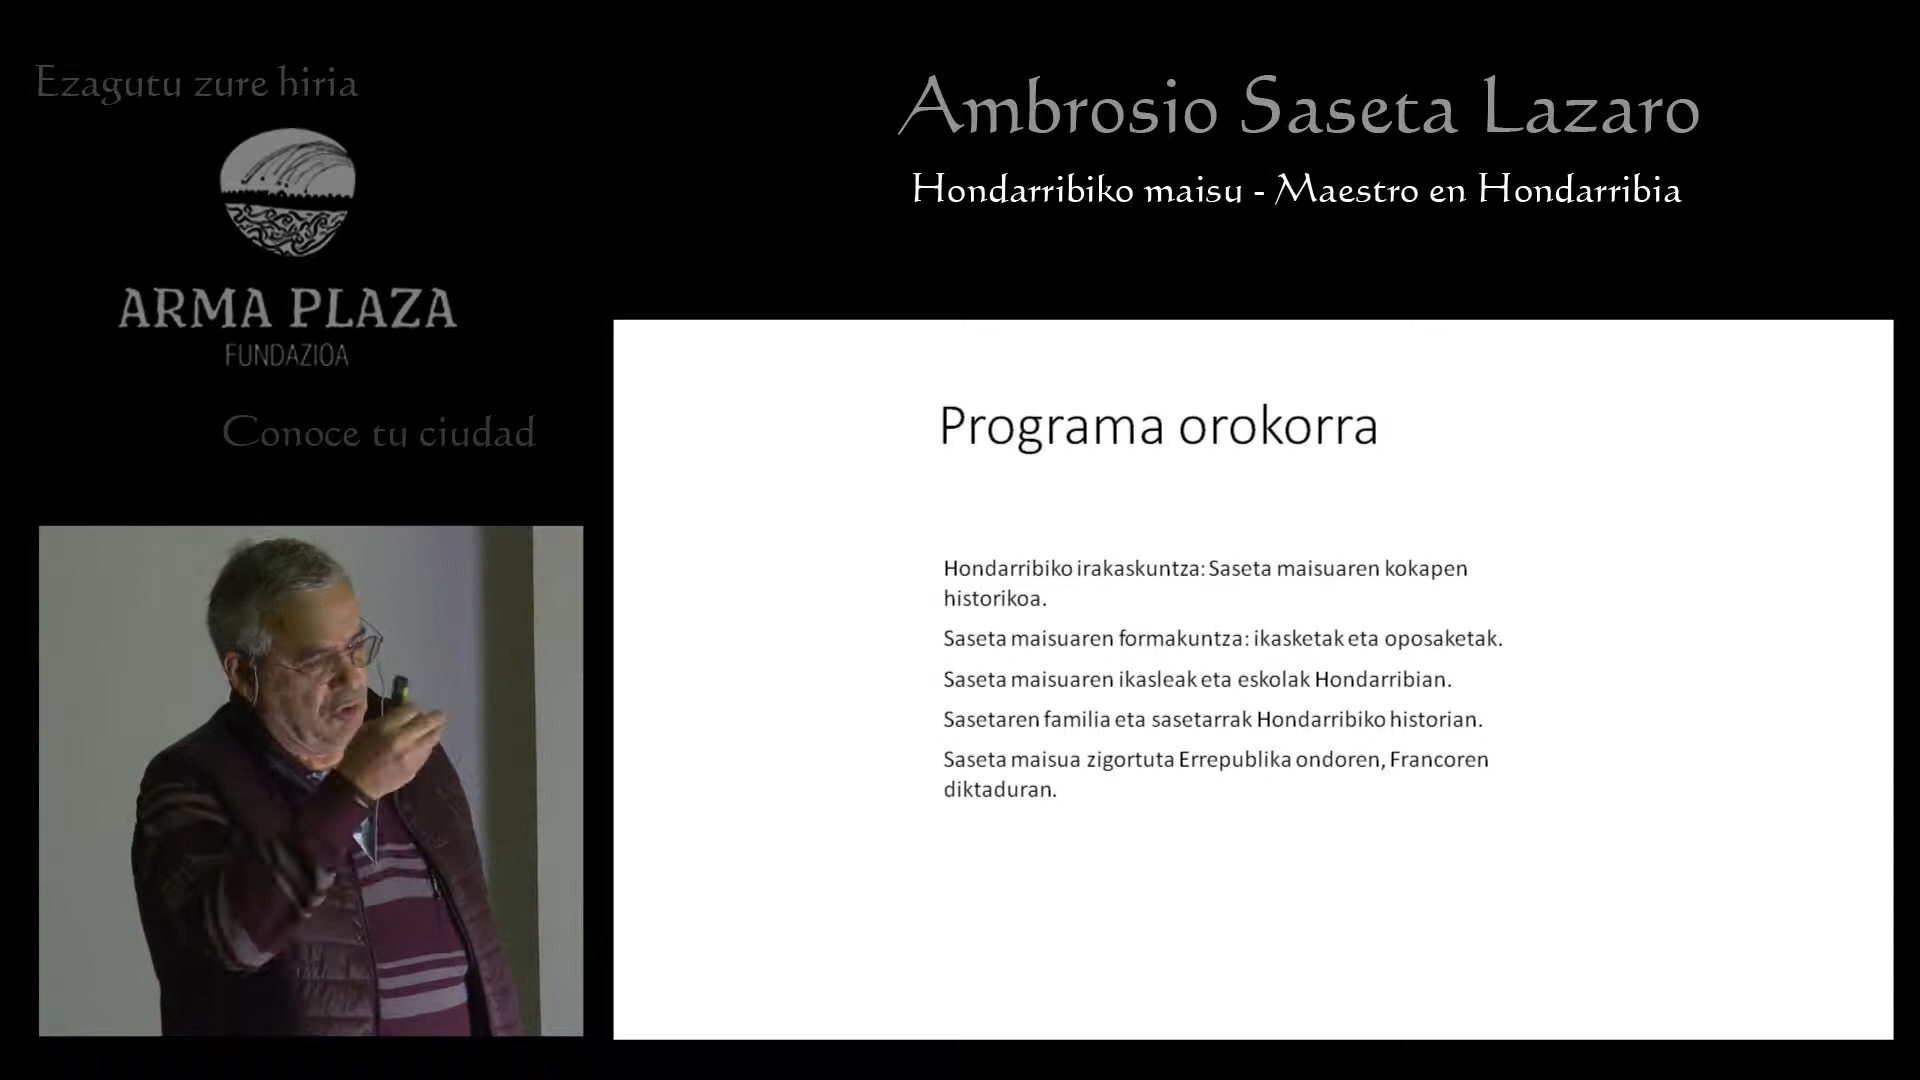 Ezagutu zure hiria
ARMA PLAZA
FUNDAZIOA
Conoce tu ciudad
Ambrosio Saseta Lazaro
Hondarribiko maisu - Maestro en Hondarribia
Programa orokorra
Hondarribiko irakaskuntza: Saseta maisuaren kokapen
historikoa.
Saseta maisuaren formakuntza: ikasketak eta oposaketak.
Saseta maisuaren ikasleak eta eskolak Hondarribian.
Sasetaren familia eta sasetarrak Hondarribiko historian.
Saseta maisua zigortuta Errepublika ondoren, Francoren
diktaduran.